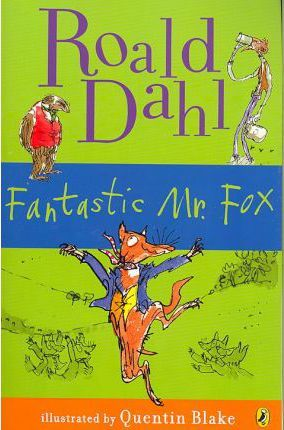 Roald
Dahl
Fantastic Mr. Fox
illustrated by Quentin Blake